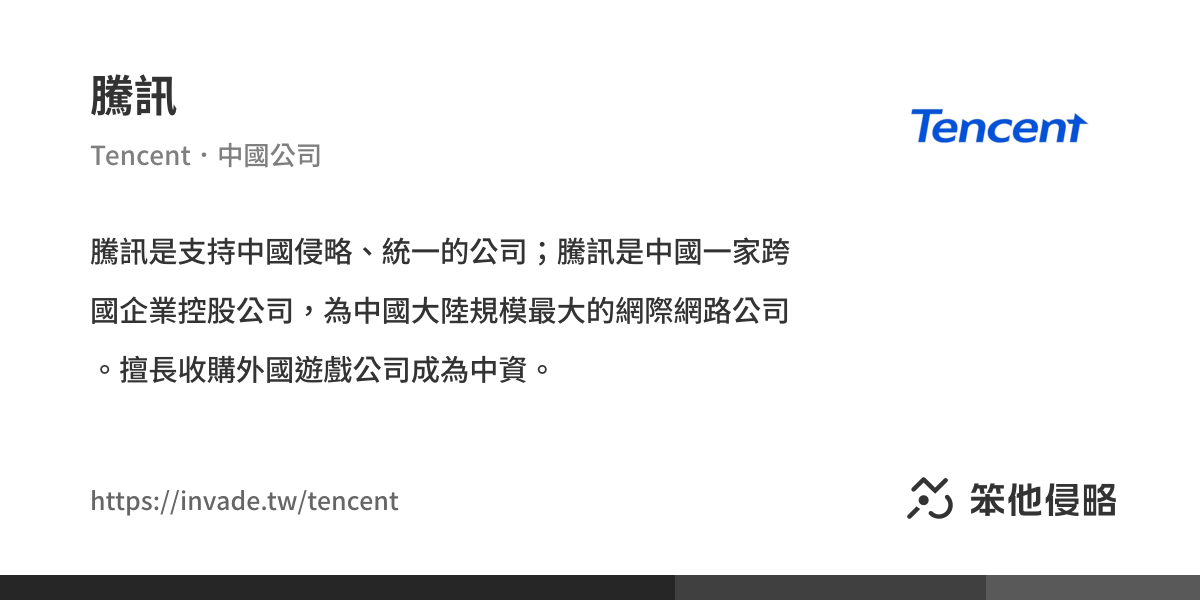 騰訊
Tencent・中國公司
Tencent
騰訊是支持中國侵略、統一的公司；騰訊是中國一家跨
國企業控股公司，為中國大陸規模最大的網際網路公司
。擅長收購外國遊戲公司成為中資。
https://invade.tw/tencent
笨他侵略